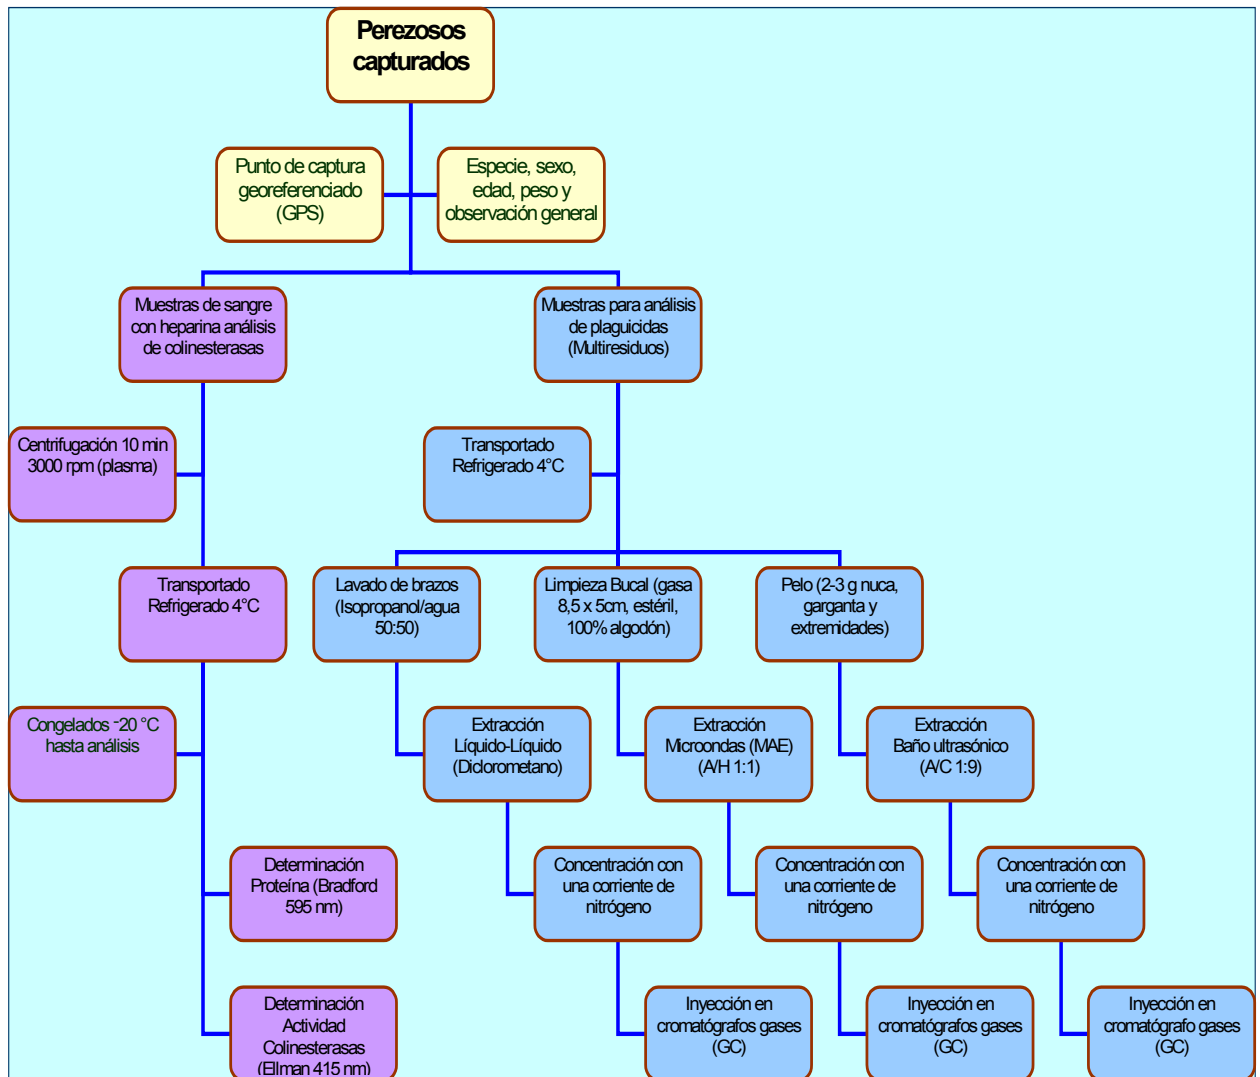 Perezosos
capturados
Punto de captura
georeferenciado
(GPS)
Especie, sexo,
edad, peso y
observación general
Muestras de sangre
con heparina análisis
de colinesterasas
Muestras para análisis
de plaguicidas
(Multiresiduos)
Centrifugación 10 min
3000 rpm (plasma)
Transportado
Refrigerado 4°C
Transportado
Refrigerado 4°C
Lavado de brazos
(Isopropanol/agua
50:50)
Limpieza Bucal (gasa
8,5 x 5cm, estéril,
100% algodón)
Pelo (2-3 g nuca,
garganta y
extremidades)
Congelados -20 °C
hasta análisis
Extracción
Líquido-Líquido
(Diclorometano)
Extracción
Microondas (MAE)
(A/H 1:1)
Extracción
Baño ultrasónico
(A/C 1:9)
Determinación
Proteína (Bradford
595 nm)
Concentración con
una corriente de
nitrógeno
Concentración con
una corriente de
nitrógeno
Concentración con
una corriente de
nitrógeno
Determinación
Actividad
Colinesterasas
(Ellman 415 nm)
Inyección en
cromatógrafos gases
(GC)
Inyección en
cromatógrafos gases
(GC)
Inyección en
cromatógrafo gases
(GC)